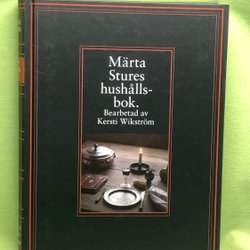 Märta
Stures
hushålls-
bok.
Bearbetad av
Kersti Wikström